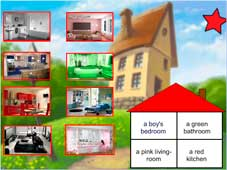 a boy's
bedroom
a green
bathroom
a pink living-
room
a red
kitchen